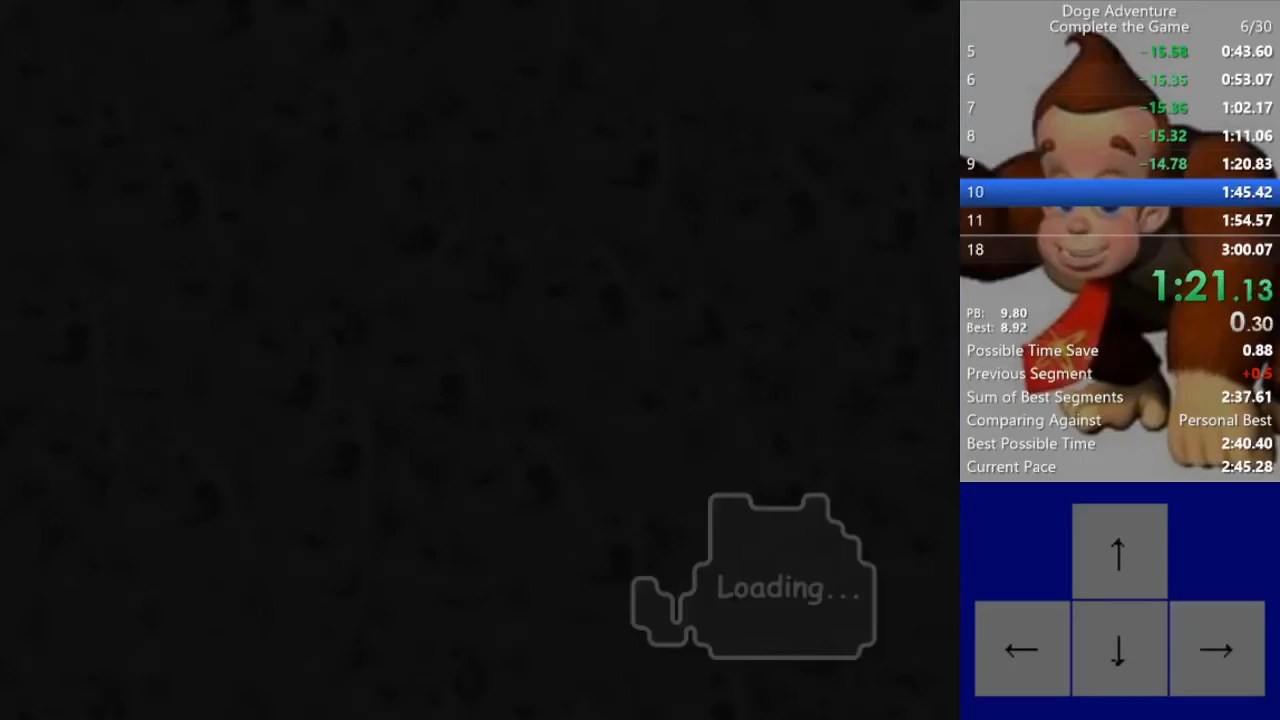 Doge Adventure
Complete the Game 6/30
5 -15.58 0:43.60
6 -15.35 0:53.07
7 -15.36 1:02.17
8 -15.32 1:11.06
9 -14.78 1:20.83
10 1:45.42
11 1:54.57
18 3:00.07
1:21.13
PB: 9.80
Best: 8.92 0.30
Possible Time Save 0.88
Previous Segment +0.5
Sum of Best Segments 2:37.61
Comparing Against Personal Best
Best Possible Time 2:40.40
Current Pace 2:45.28
Loading...
↑
← ↓ →